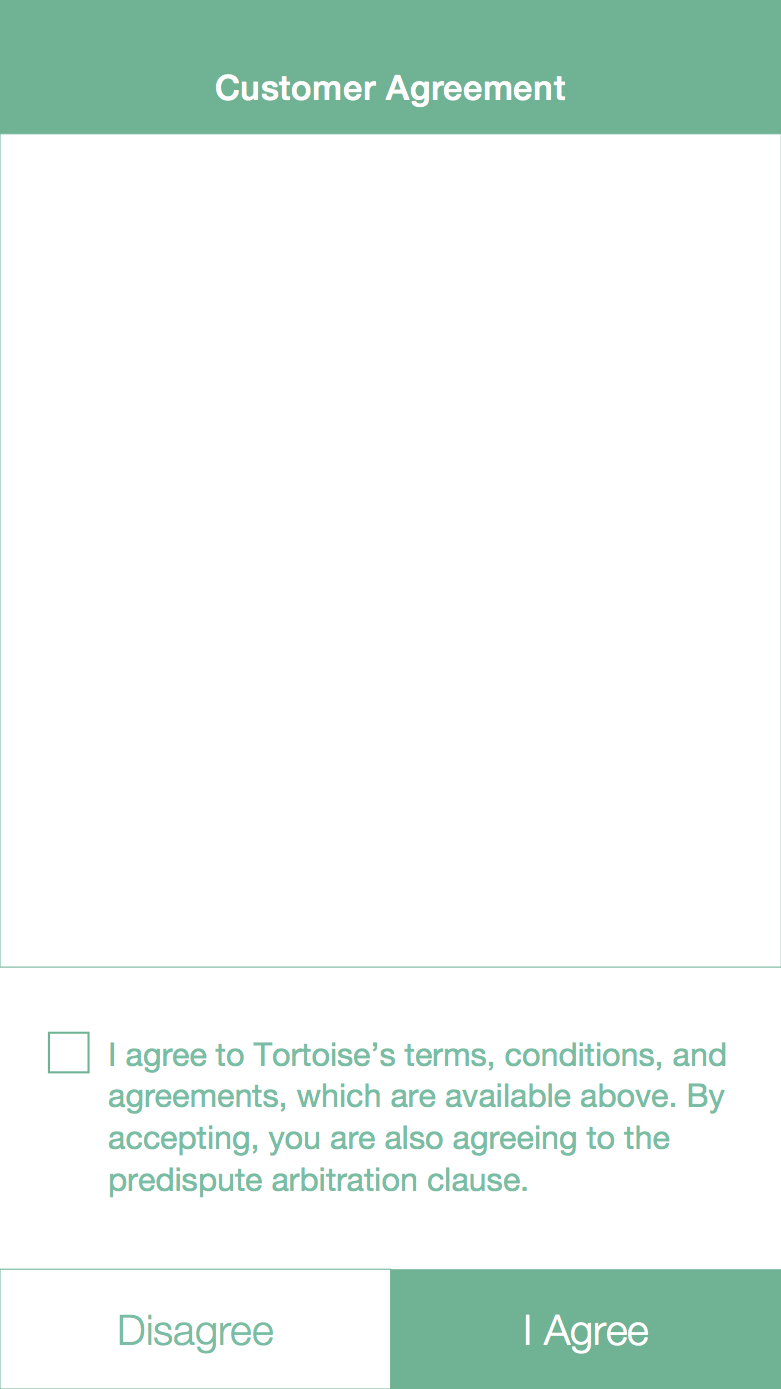 Customer Agreement
I agree to Tortoise’s terms, conditions, and
agreements, which are available above. By
accepting, you are also agreeing to the
predispute arbitration clause.
Disagree
I Agree